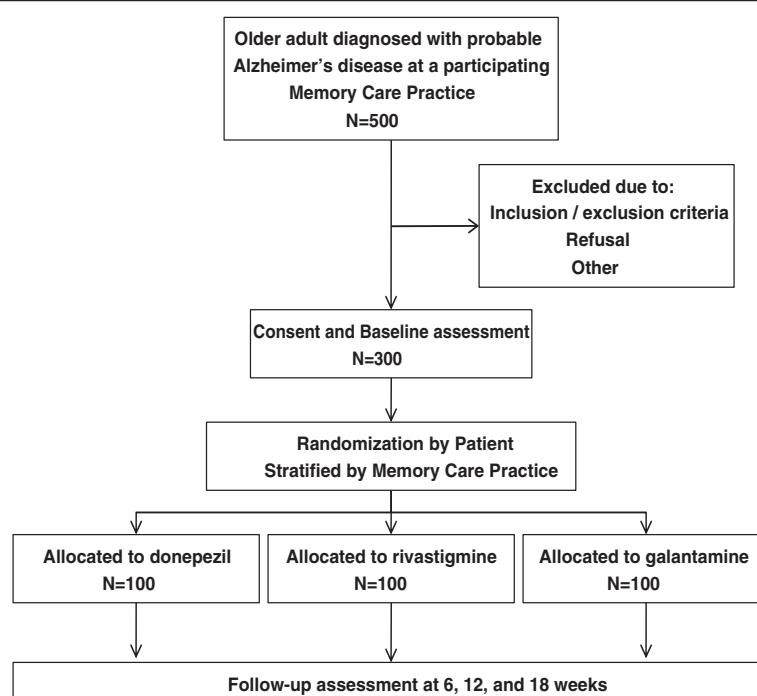 Older adult diagnosed with probable
Alzheimer’s disease at a participating
Memory Care Practice
N=500
Excluded due to:
Inclusion / exclusion criteria
Refusal
Other
Consent and Baseline assessment
N=300
Randomization by Patient
Stratified by Memory Care Practice
Allocated to donepezil
N=100
Allocated to rivastigmine
N=100
Allocated to galantamine
N=100
Follow-up assessment at 6, 12, and 18 weeks